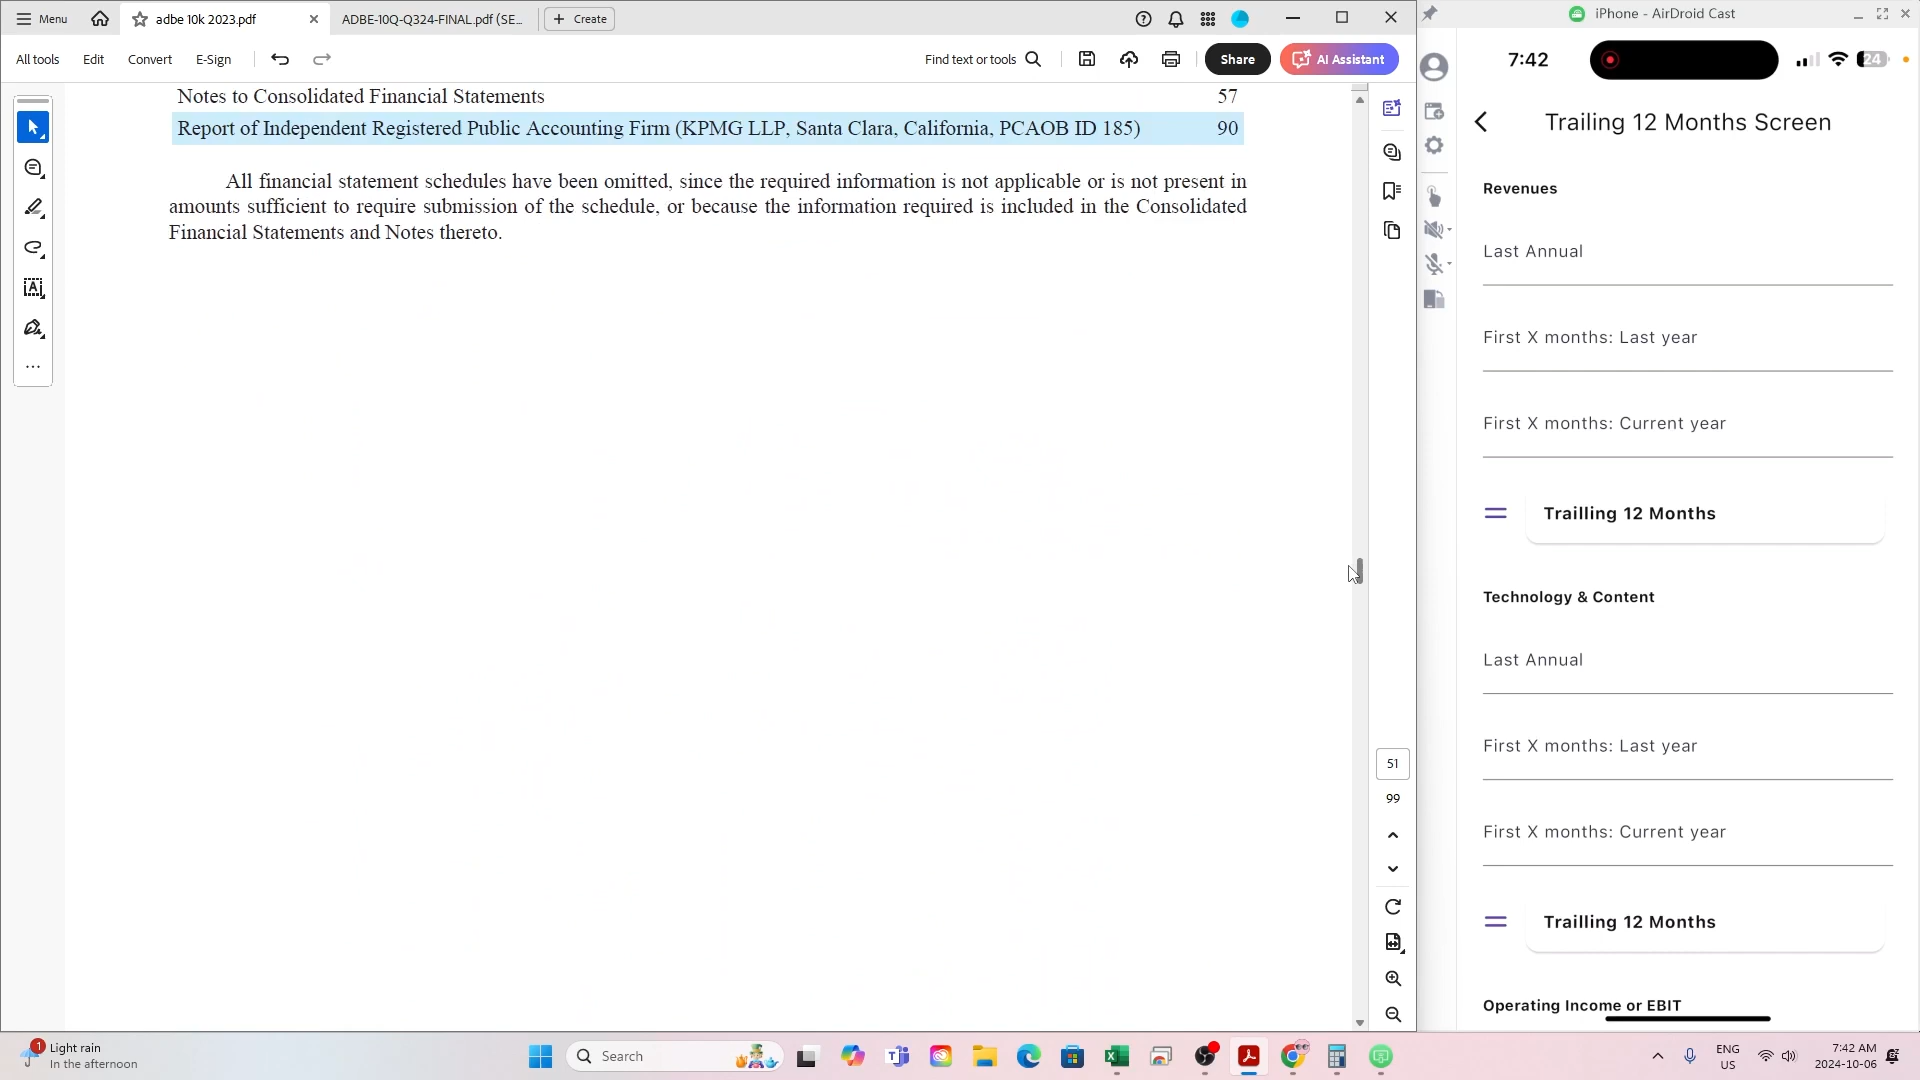 Menu
adbe 10k 2023.pdf
ADBE-10Q-Q324-FINAL.pdf (SE...
Create
All tools
Edit
Convert
E-Sign
Find text or tools
Share
AI Assistant
Notes to Consolidated Financial Statements 57
Report of Independent Registered Public Accounting Firm (KPMG LLP, Santa Clara, California, PCAOB ID 185) 90
All financial statement schedules have been omitted, since the required information is not applicable or is not present in
amounts sufficient to require submission of the schedule, or because the information required is included in the Consolidated
Financial Statements and Notes thereto.
51
99
iPhone - AirDroid Cast
7:42
24
Trailing 12 Months Screen
Revenues
Last Annual
First X months: Last year
First X months: Current year
Trailling 12 Months
Technology & Content
Last Annual
First X months: Last year
First X months: Current year
Trailling 12 Months
Operating Income or EBIT
1
Light rain
In the afternoon
Search
ENG
US
7:42 AM
2024-10-06